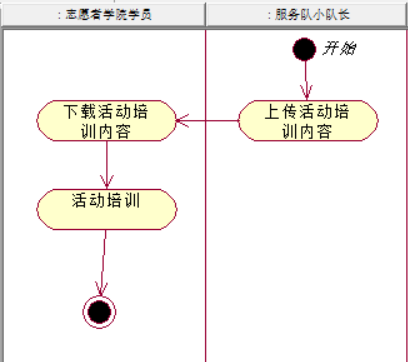 : 志愿者学院学员
: 服务队小队长
开始
下载活动培
训内容
上传活动培
训内容
活动培训